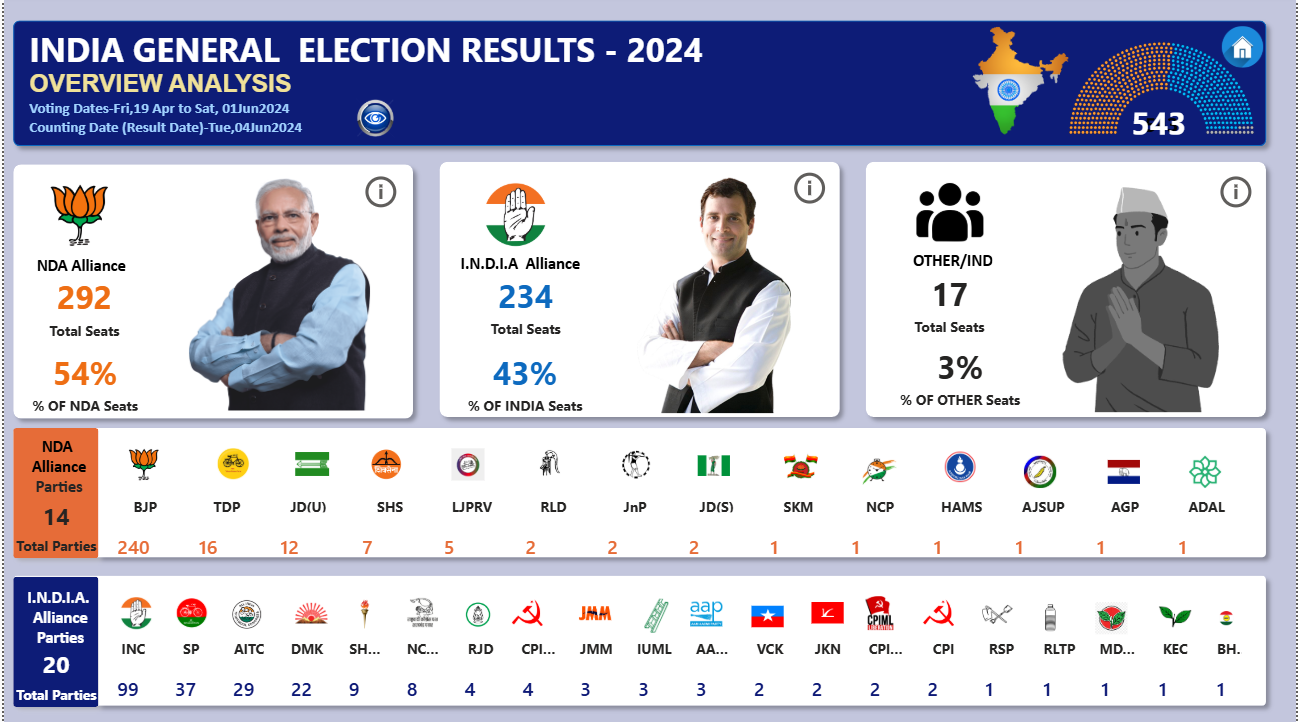 INDIA GENERAL ELECTION RESULTS - 2024
OVERVIEW ANALYSIS
Voting Dates-Fri,19 Apr to Sat, 01Jun2024
Counting Date (Result Date)-Tue,04Jun2024
543
NDA Alliance
292
Total Seats
54%
% OF NDA Seats
I.N.D.I.A Alliance
234
Total Seats
43%
% OF INDIA Seats
OTHER/IND
17
Total Seats
3%
% OF OTHER Seats
NDA
Alliance
Parties
14
Total Parties
BJP TDP JD(U) SHS LJPRV RLD JnP JD(S) SKM NCP HAMS AJSUP AGP ADAL
240 16 12 7 5 2 2 2 1 1 1 1 1 1
I.N.D.I.A.
Alliance
Parties
20
Total Parties
JMM aap CPIML
LIBERATION
INC SP AITC DMK SH... NC... RJD CPI... JMM IUML AA... VCK JKN CPI... CPI RSP RLTP MD... KEC BH.
99 37 29 22 9 8 4 4 3 3 3 2 2 2 2 1 1 1 1 1